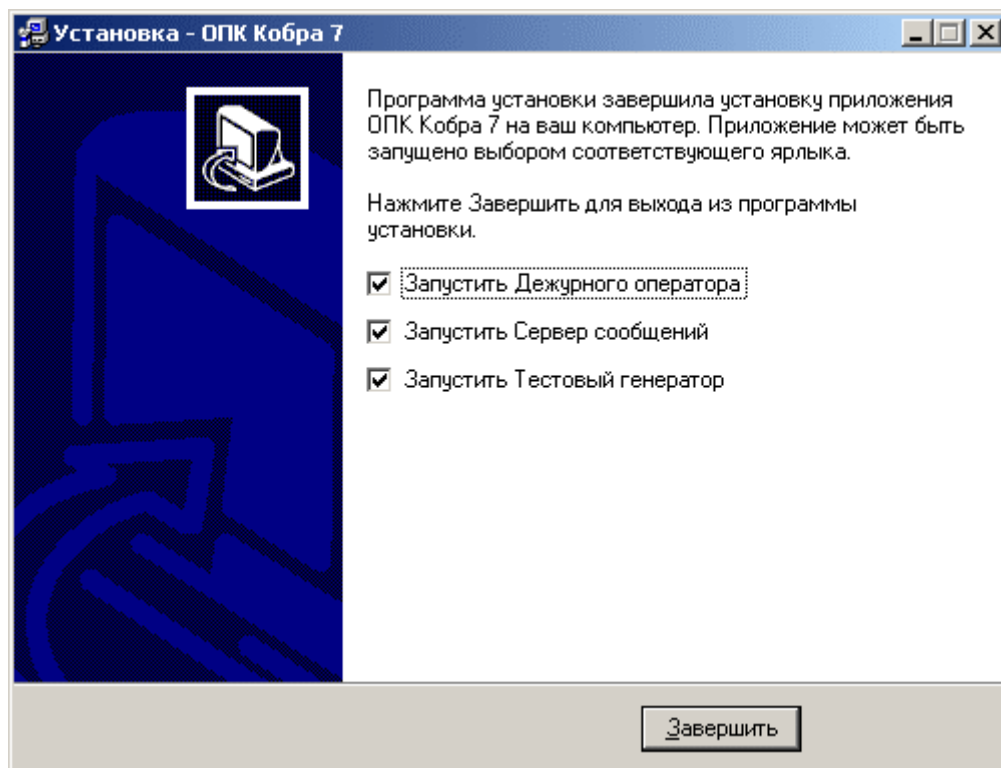 Установка - ОПК Кобра 7
Программа установки завершила установку приложения
ОПК Кобра 7 на ваш компьютер. Приложение может быть
запущено выбором соответствующего ярлыка.
Нажмите Завершить для выхода из программы
установки.
Запустить Дежурного оператора
Запустить Сервер сообщений
Запустить Тестовый генератор
Завершить